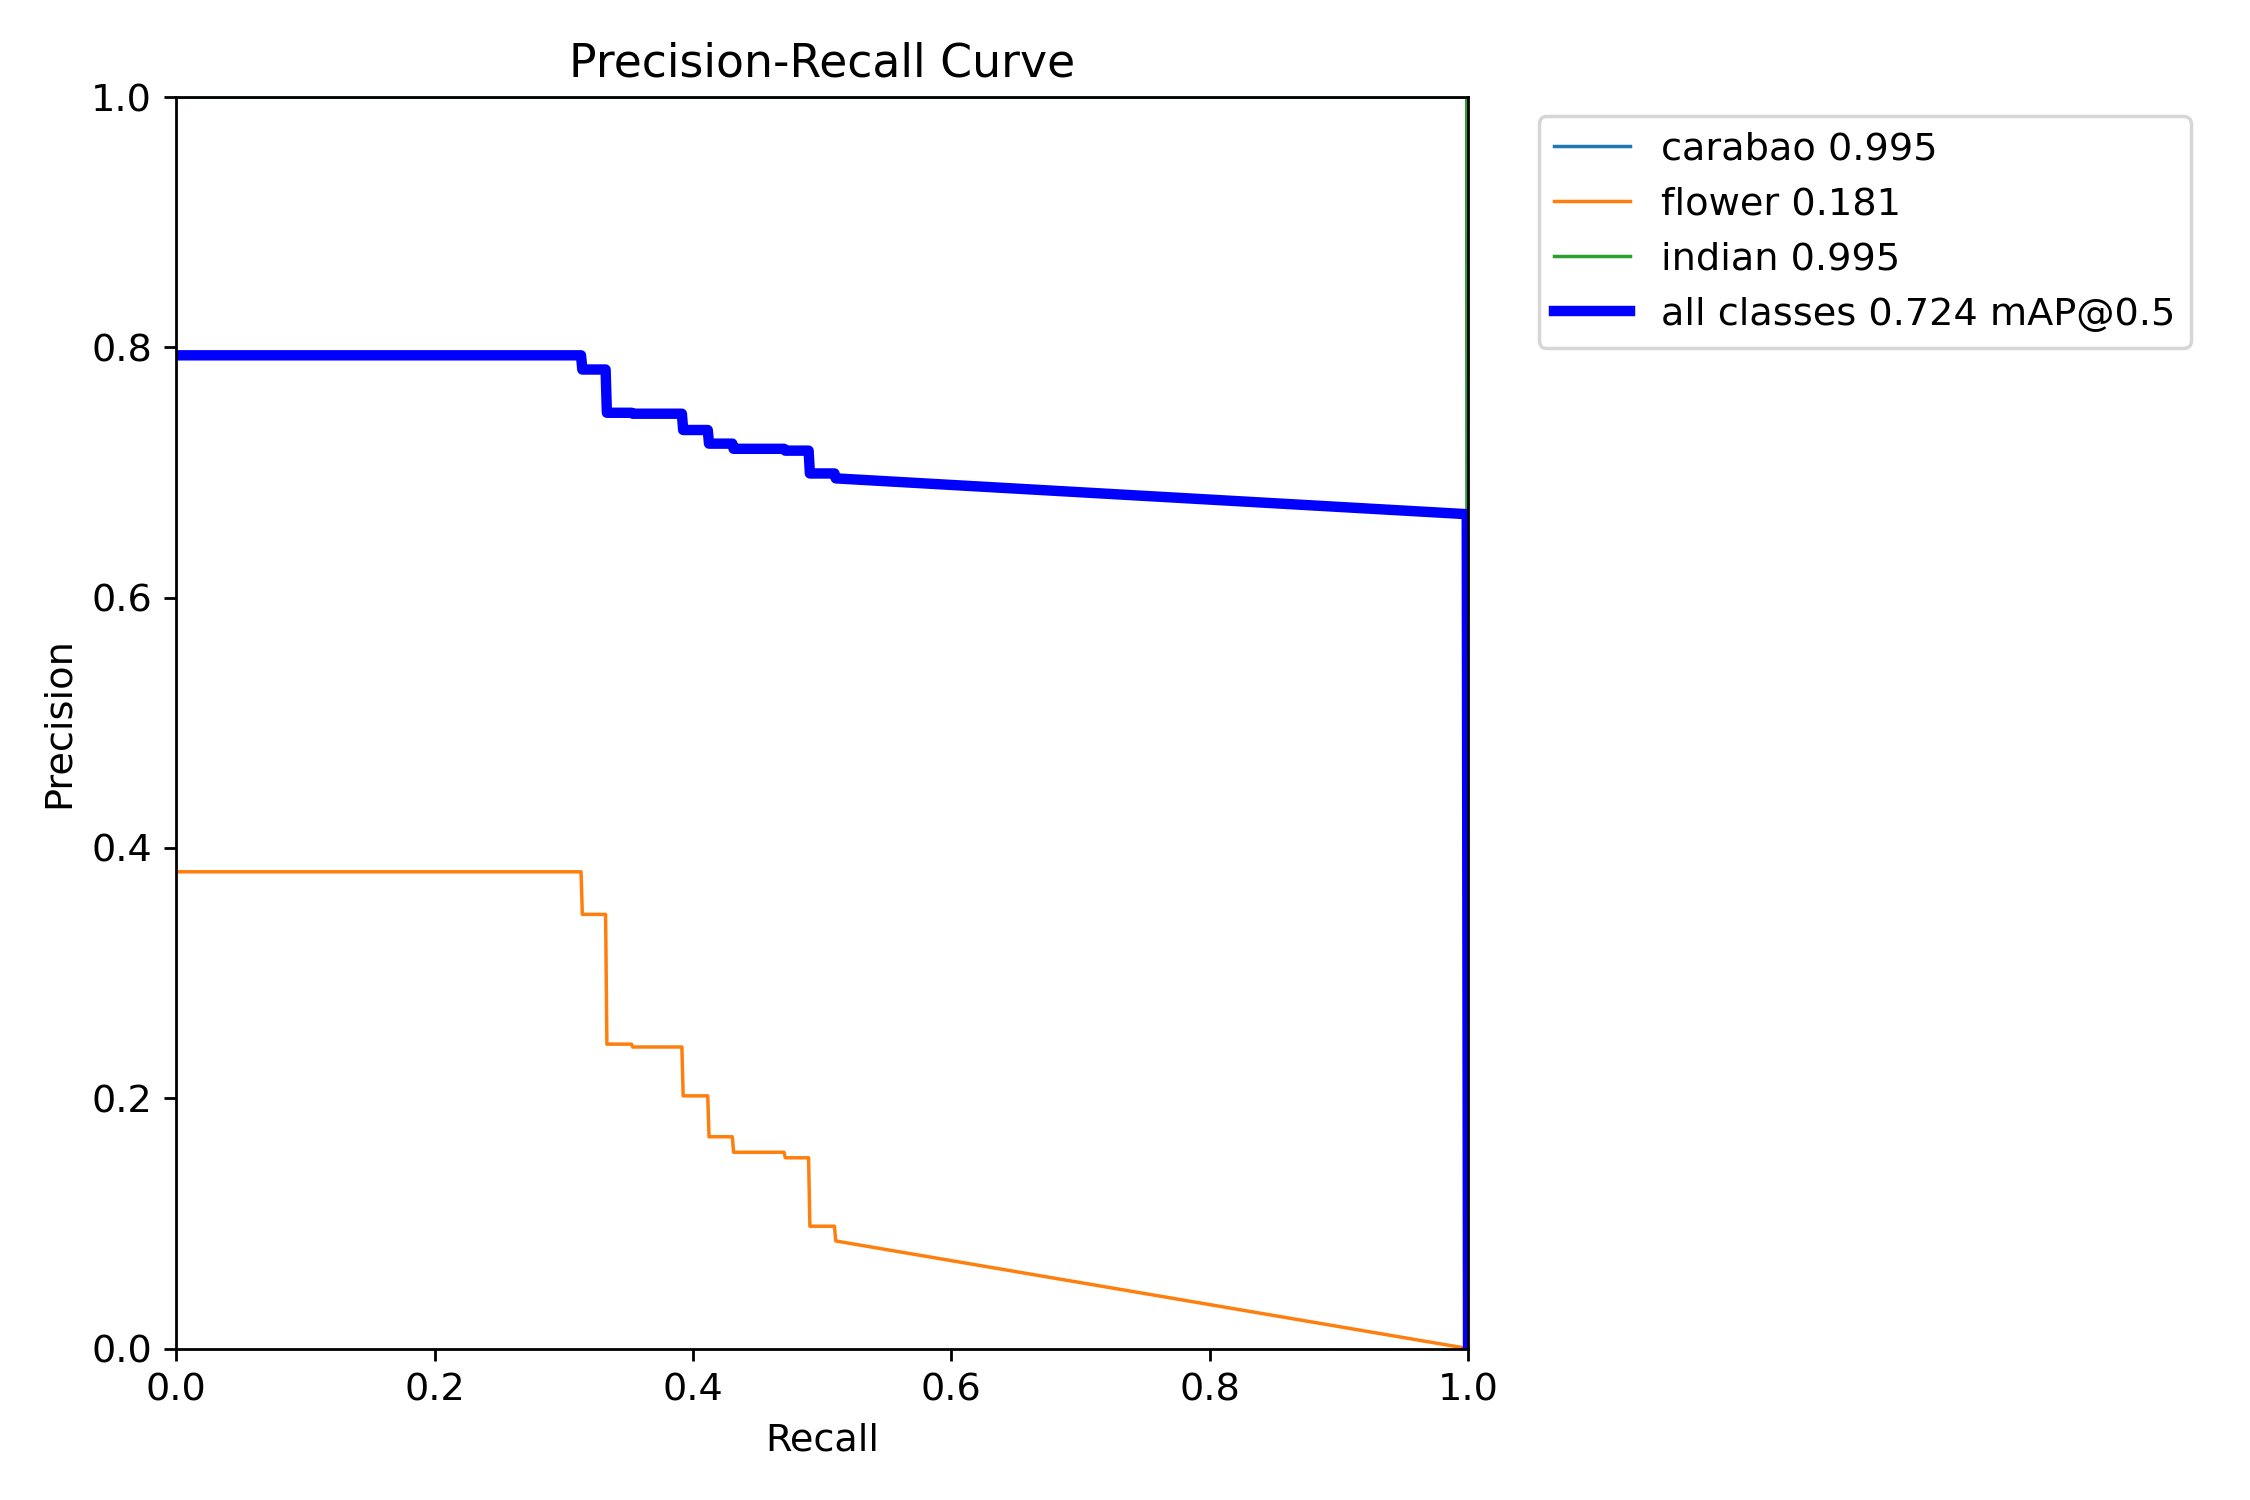 Precision-Recall Curve
1.0
0.8
0.6
0.4
0.2
0.0
Precision
0.0 0.2 0.4 0.6 0.8 1.0
Recall
carabao 0.995
flower 0.181
indian 0.995
all classes 0.724 mAP@0.5